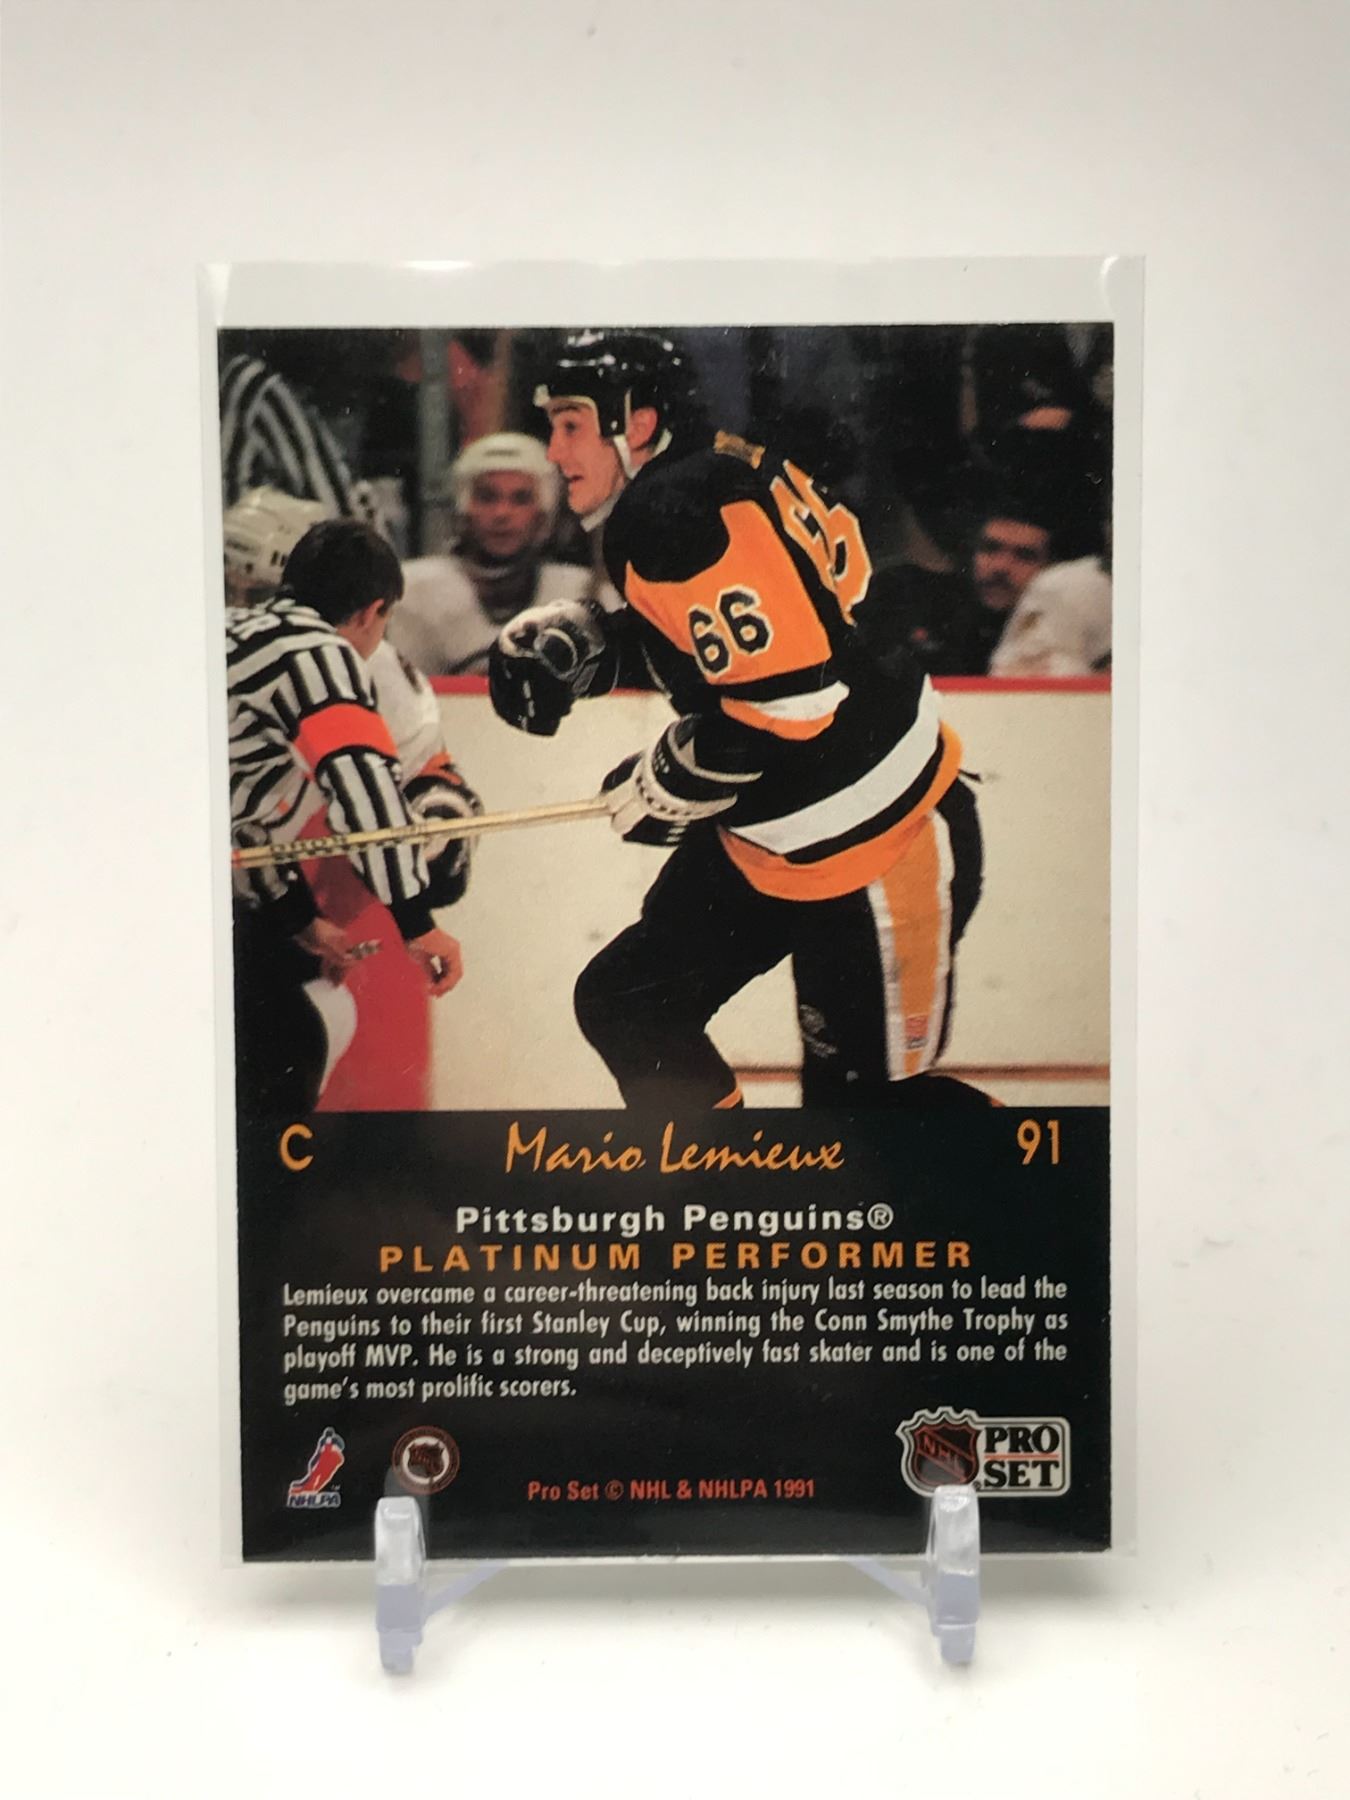 66
66
C Mario Lemieux 91
Pittsburgh Penguins®
PLATINUM PERFORMER
Lemieux overcame a career-threatening back injury last season to lead the
Penguins to their first Stanley Cup, winning the Conn Smythe Trophy as
playoff MVP. He is a strong and deceptively fast skater and is one of the
game's most prolific scorers.
NHLPA
NHL
PRO
SET
Pro Set © NHL & NHLPA 1991